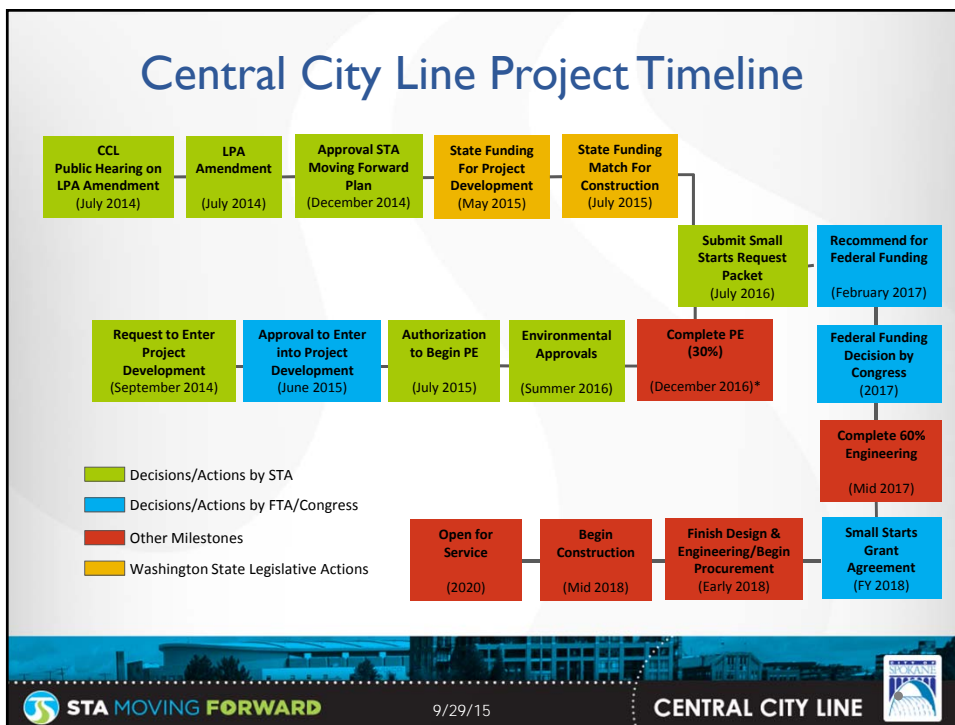 Central City Line Project Timeline
CCL
Public Hearing on
LPA Amendment
(July 2014)
LPA
Amendment
(July 2014)
Approval STA
Moving Forward
Plan
(December 2014)
State Funding
For Project
Development
(May 2015)
State Funding
Match For
Construction
(July 2015)
Submit Small
Starts Request
Packet
(July 2016)
Recommend for
Federal Funding
(February 2017)
Request to Enter
Project
Development
(September 2014)
Approval to Enter
into Project
Development
(June 2015)
Authorization
to Begin PE
(July 2015)
Environmental
Approvals
(Summer 2016)
Complete PE
(30%)
(December 2016)*
Federal Funding
Decision by
Congress
(2017)
Complete 60%
Engineering
(Mid 2017)
Decisions/Actions by STA
Decisions/Actions by FTA/Congress
Other Milestones
Washington State Legislative Actions
Open for
Service
(2020)
Begin
Construction
(Mid 2018)
Finish Design &
Engineering/Begin
Procurement
(Early 2018)
Small Starts
Grant
Agreement
(FY 2018)
STA MOVING FORWARD
9/29/15
CENTRAL CITY LINE
CITY OF
SPOKANE